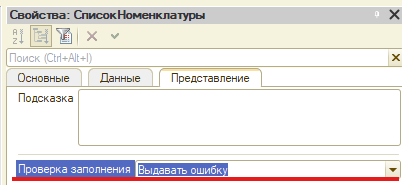 Свойства: СписокНоменклатуры
Поиск (Ctrl+Alt+I)
Основные Данные Представление
Подсказка
Проверка заполнения Выдавать ошибку